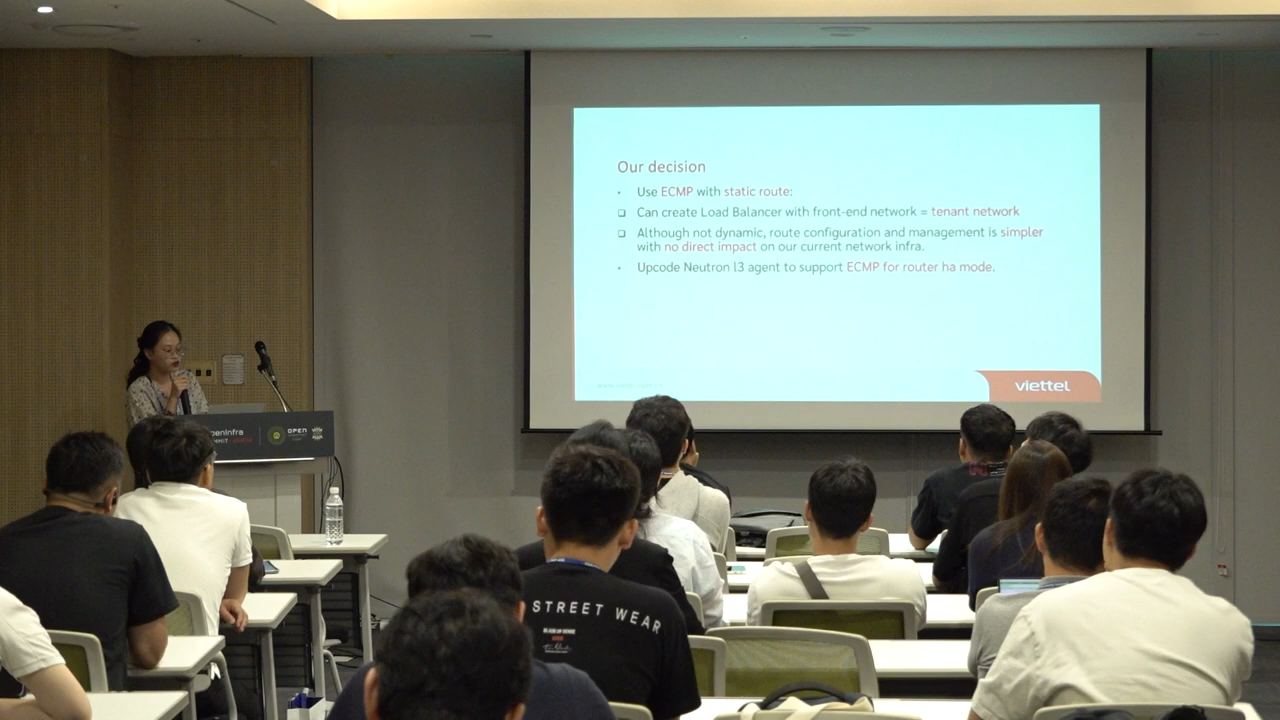 Our decision
Use ECMP with static route:
Can create Load Balancer with front-end network = tenant network
Although not dynamic, route configuration and management is simpler
with no direct impact on our current network infra.
Upcode Neutron l3 agent to support ECMP for router ha mode.
viettel
OPEN
STREET WEAR